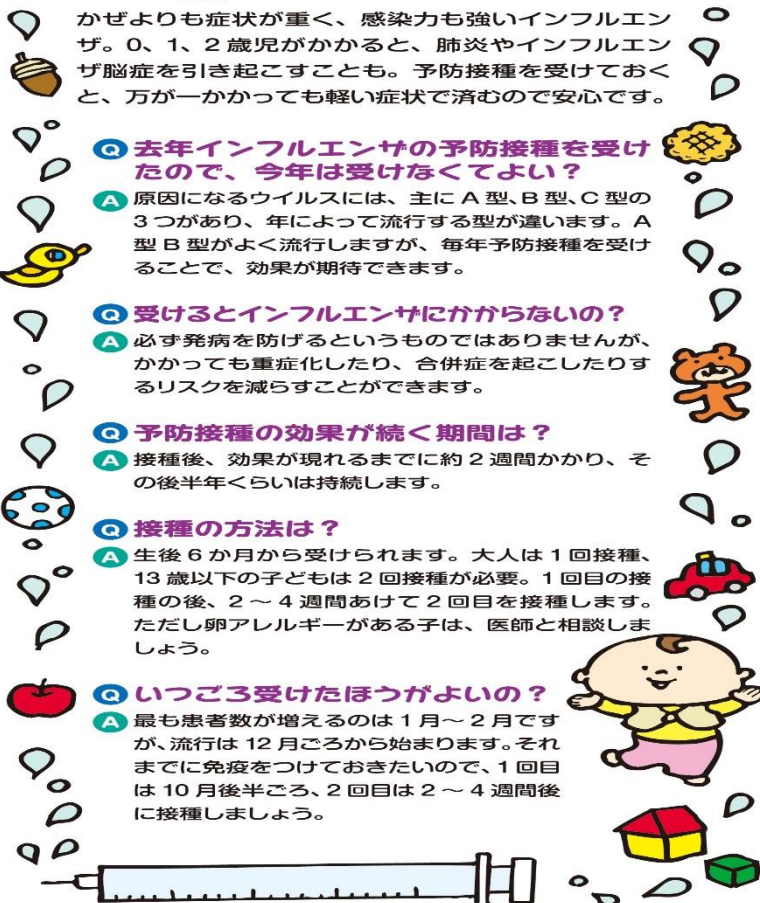 かぜよりも症状が重く、感染力も強いインフルエン
ザ。0、1、2歳児がかかると、肺炎やインフルエン
ザ脳症を引き起こすことも。予防接種を受けておく
と、万が一かかっても軽い症状で済むので安心です。
Q 去年インフルエンザの予防接種を受け
たので、今年は受けなくてよい？
A 原因になるウイルスには、主にA型、B型、C型の
3つがあり、年によって流行する型が違います。A
型B型がよく流行しますが、毎年予防接種を受け
ることで、効果が期待できます。
Q 受けるとインフルエンザにかからないの？
A 必ず発病を防げるというものではありませんが、
かかっても重症化したり、合併症を起こしたりす
るリスクを減らすことができます。
Q 予防接種の効果が続く期間は？
A 接種後、効果が現れるまでに約2週間かかり、そ
の後半年くらいは持続します。
Q 接種の方法は？
A 生後6か月から受けられます。大人は1回接種、
13歳以下の子どもは2回接種が必要。1回目の接
種の後、2～4週間あけて2回目を接種します。
ただし卵アレルギーがある子は、医師と相談しま
しょう。
Q いつごろ受けたほうがよいの？
A 最も患者数が増えるのは1月～2月です
が、流行は12月ごろから始まります。それ
までに免疫をつけておきたいので、1回目
は10月後半ごろ、2回目は2～4週間後
に接種しましょう。